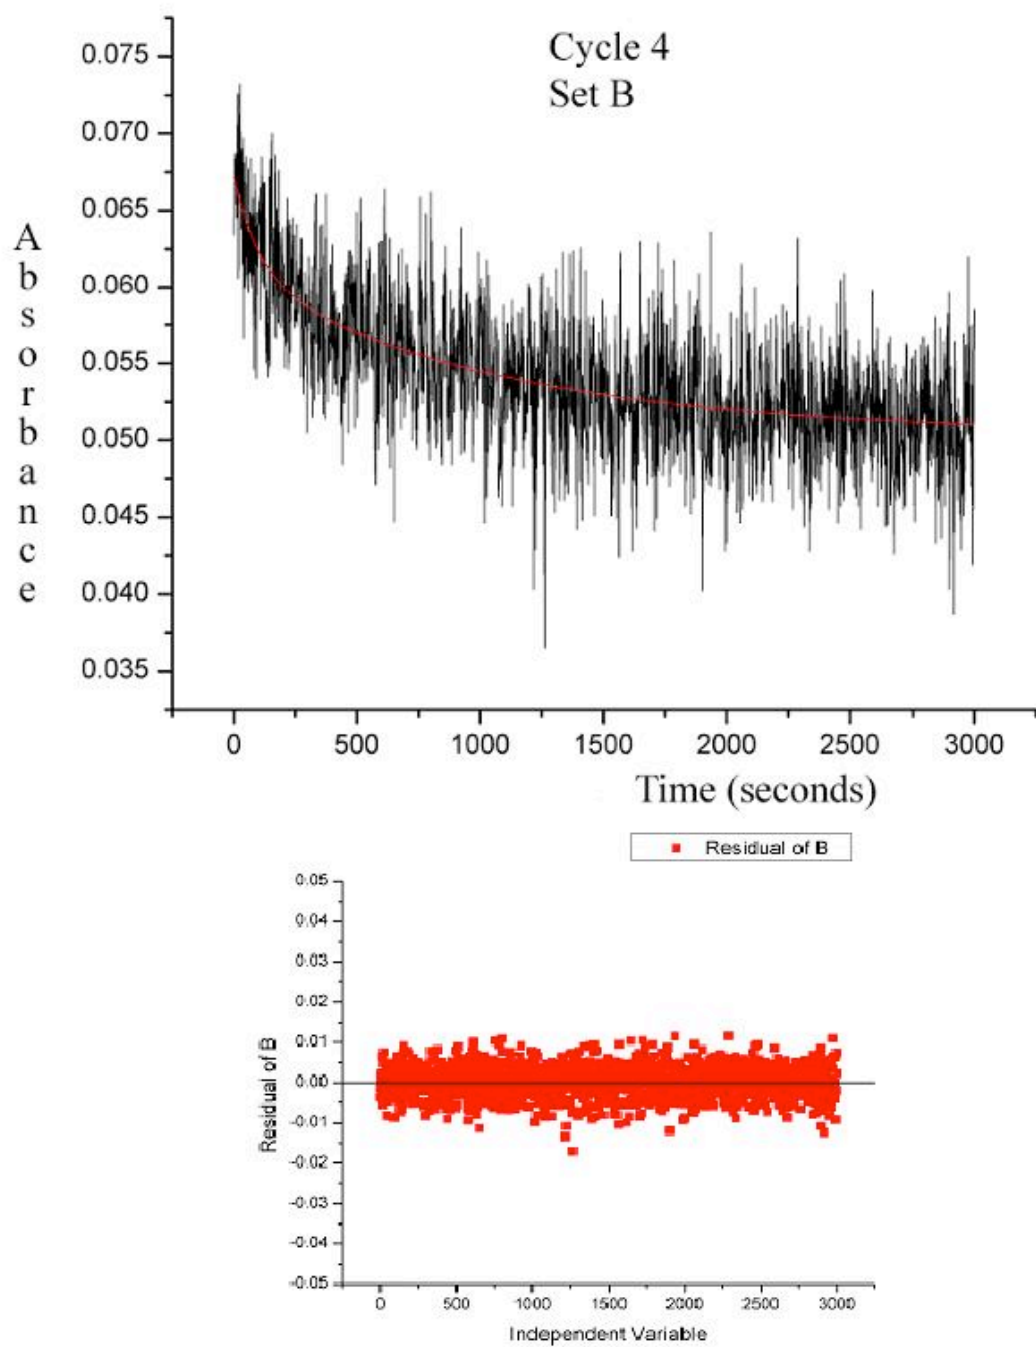 Cycle 4
Set B
0.075
0.070
0.065
0.060
0.055
0.050
0.045
0.040
0.035
Absorbance
0 500 1000 1500 2000 2500 3000
Time (seconds)
Residual of B
0.05
0.04
0.03
0.02
0.01
0.00
-0.01
-0.02
-0.03
-0.04
-0.05
Residual of B
0 500 1000 1500 2000 2500 3000
Independent Variable